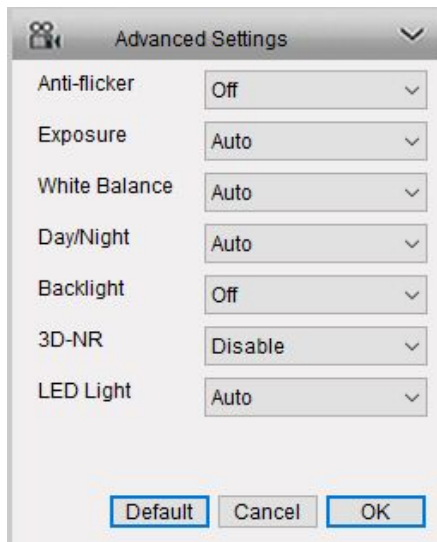 Advanced Settings
Anti-flicker Off
Exposure Auto
White Balance Auto
Day/Night Auto
Backlight Off
3D-NR Disable
LED Light Auto
Default Cancel OK